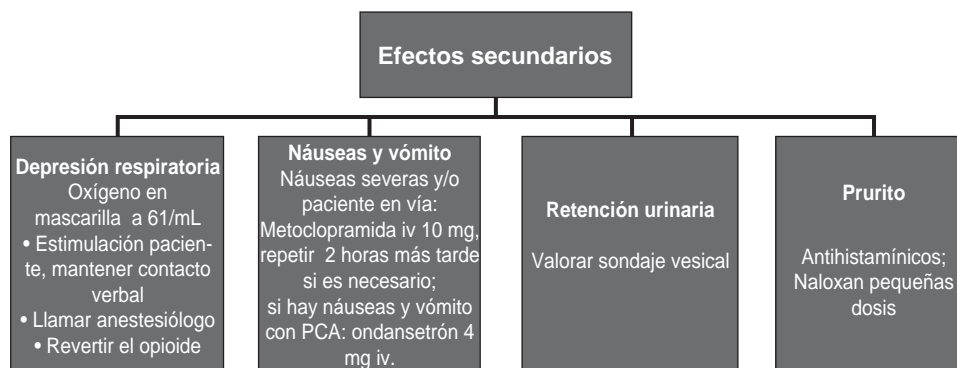 Efectos secundarios
Depresión respiratoria
Oxígeno en
mascarilla a 61/mL
• Estimulación pacien-
te, mantener contacto
verbal
• Llamar anestesiólogo
• Revertir el opioide
Náuseas y vómito
Náuseas severas y/o
paciente en vía:
Metoclopramida iv 10 mg,
repetir 2 horas más tarde
si es necesario;
si hay náuseas y vómito
con PCA: ondansetrón 4
mg iv.
Retención urinaria
Valorar sondaje vesical
Prurito
Antihistamínicos;
Naloxan pequeñas
dosis